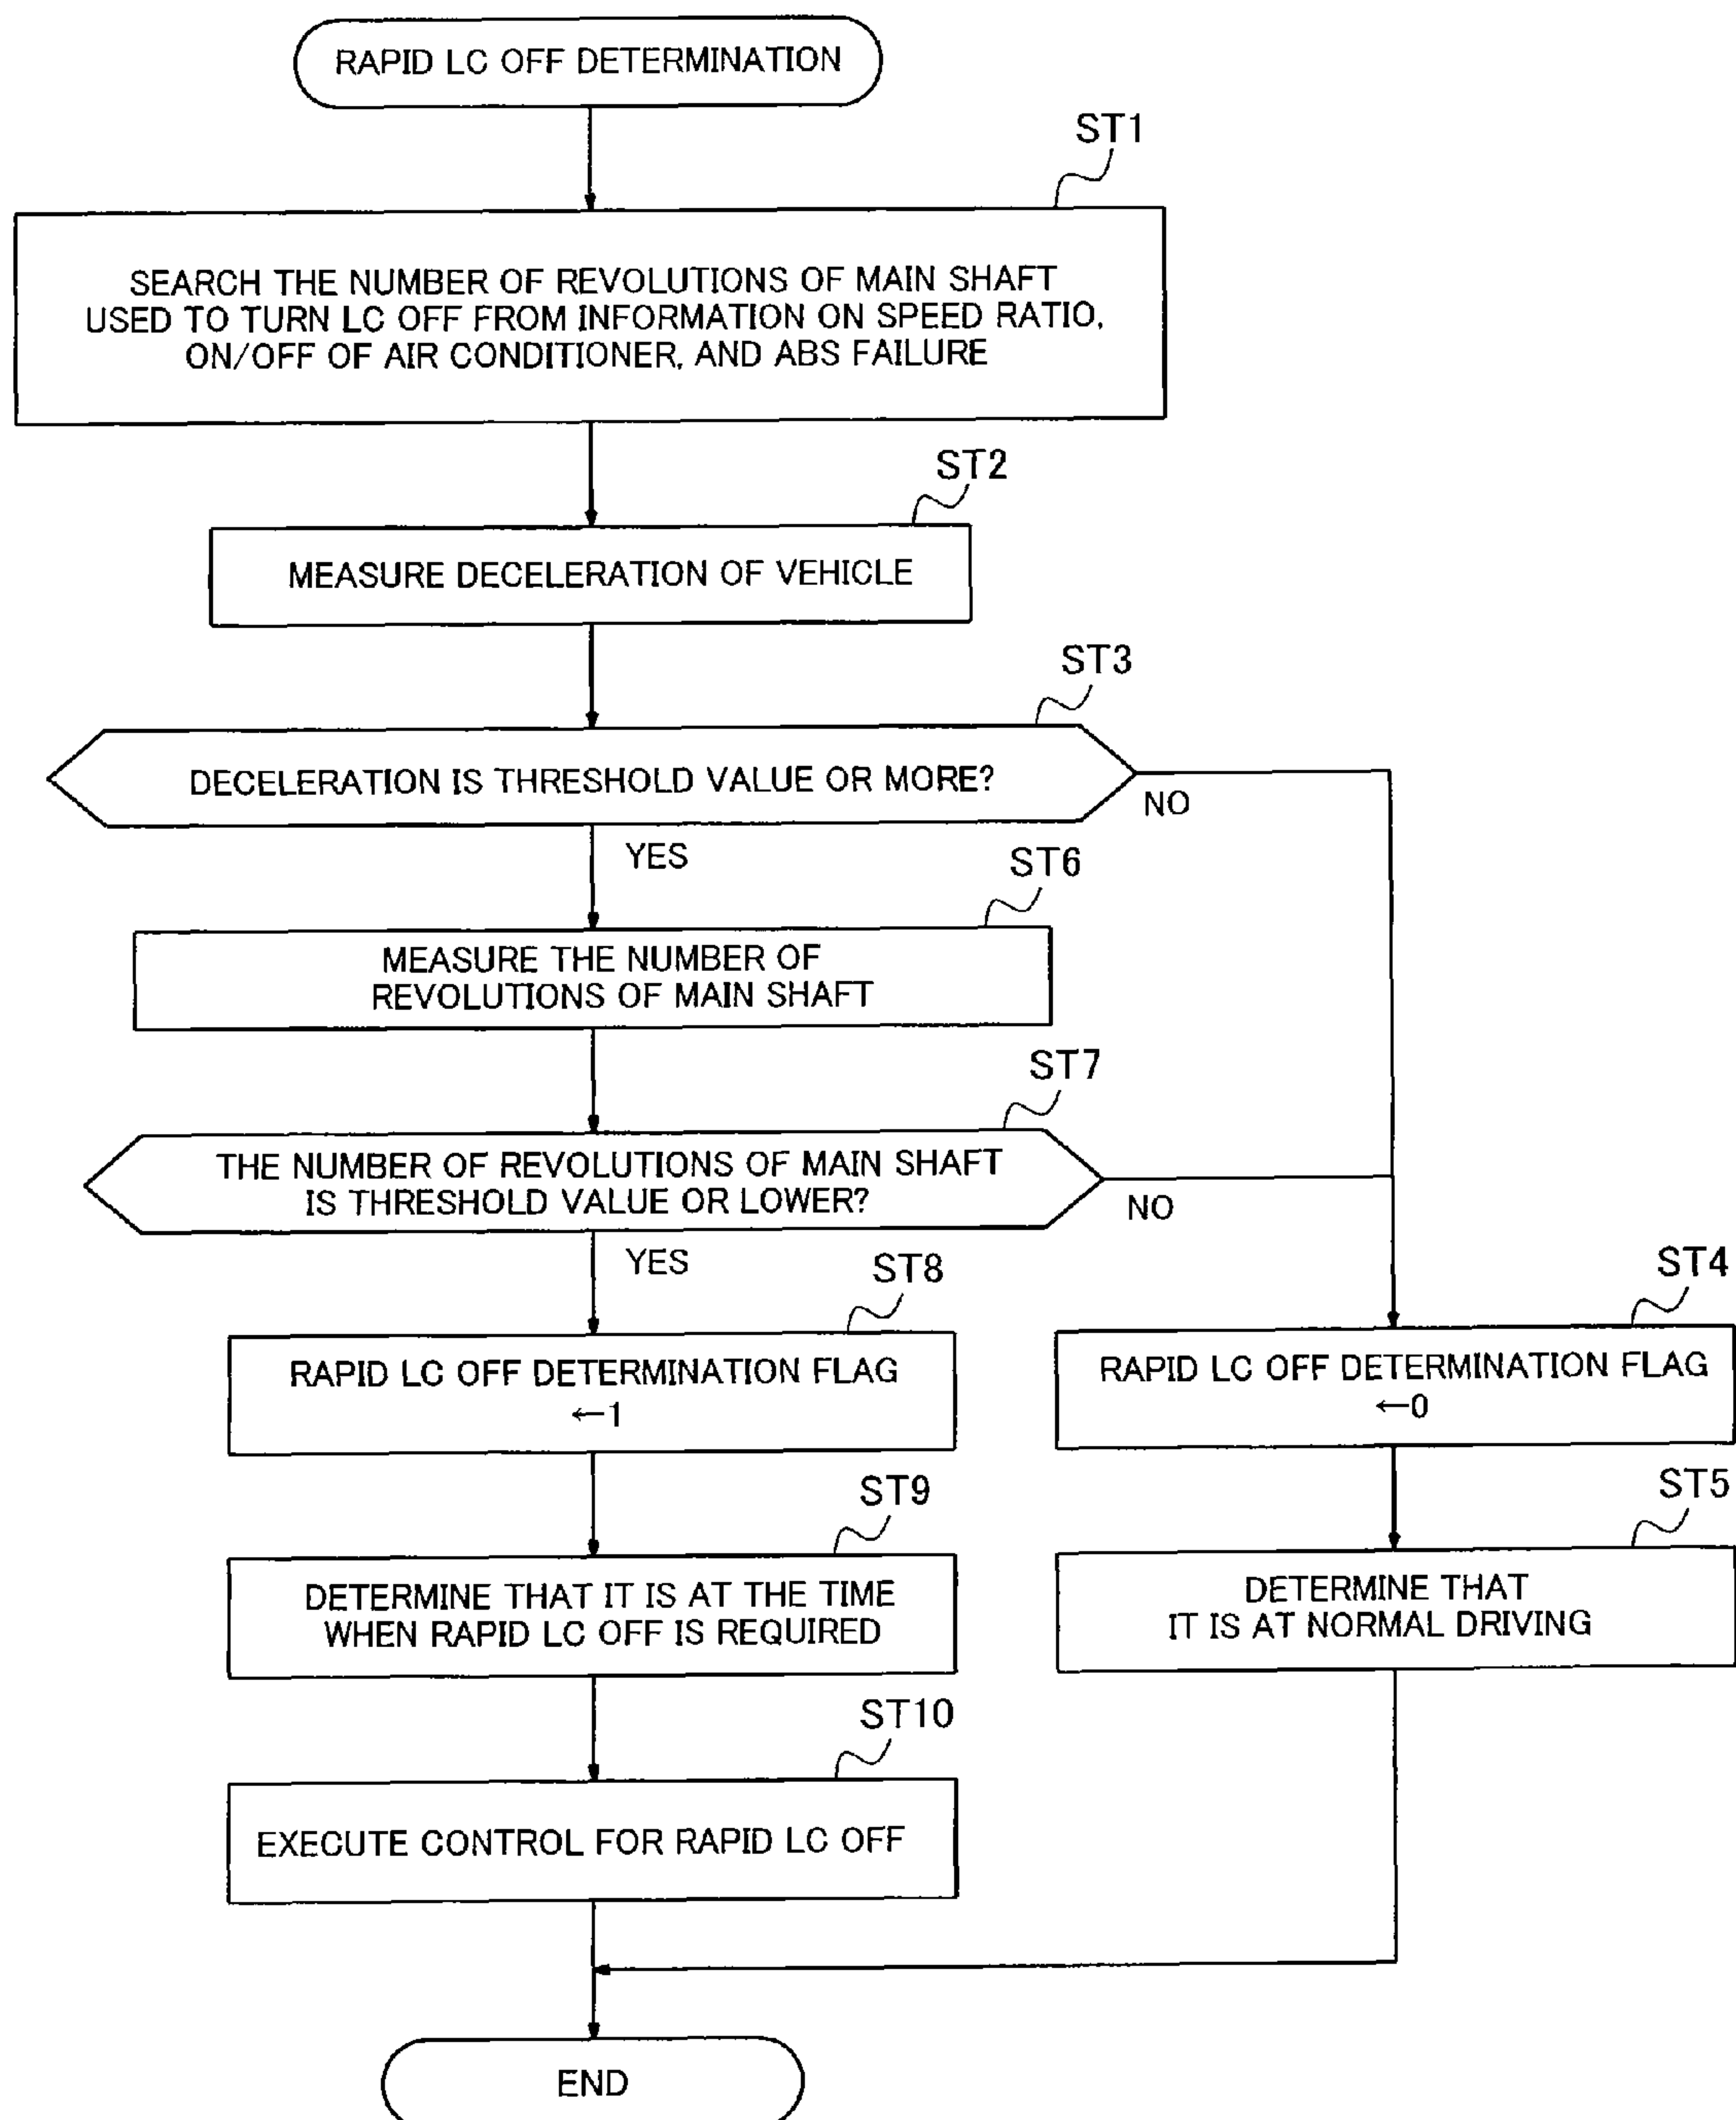 RAPID LC OFF DETERMINATION
ST1
SEARCH THE NUMBER OF REVOLUTIONS OF MAIN SHAFT
USED TO TURN LC OFF FROM INFORMATION ON SPEED RATIO,
ON/OFF OF AIR CONDITIONER, AND ABS FAILURE
ST2
MEASURE DECELERATION OF VEHICLE
ST3
DECELERATION IS THRESHOLD VALUE OR MORE?
NO
YES
ST6
MEASURE THE NUMBER OF
REVOLUTIONS OF MAIN SHAFT
ST7
THE NUMBER OF REVOLUTIONS OF MAIN SHAFT
IS THRESHOLD VALUE OR LOWER?
NO
YES
ST8
RAPID LC OFF DETERMINATION FLAG
←1
ST4
RAPID LC OFF DETERMINATION FLAG
←0
ST9
DETERMINE THAT IT IS AT THE TIME
WHEN RAPID LC OFF IS REQUIRED
ST5
DETERMINE THAT
IT IS AT NORMAL DRIVING
ST10
EXECUTE CONTROL FOR RAPID LC OFF
END